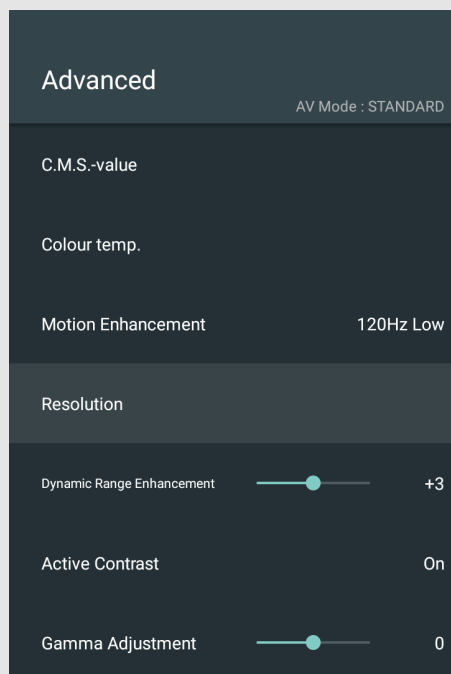 Advanced
AV Mode : STANDARD
C.M.S.-value
Colour temp.
Motion Enhancement 120Hz Low
Resolution
Dynamic Range Enhancement +3
Active Contrast On
Gamma Adjustment 0